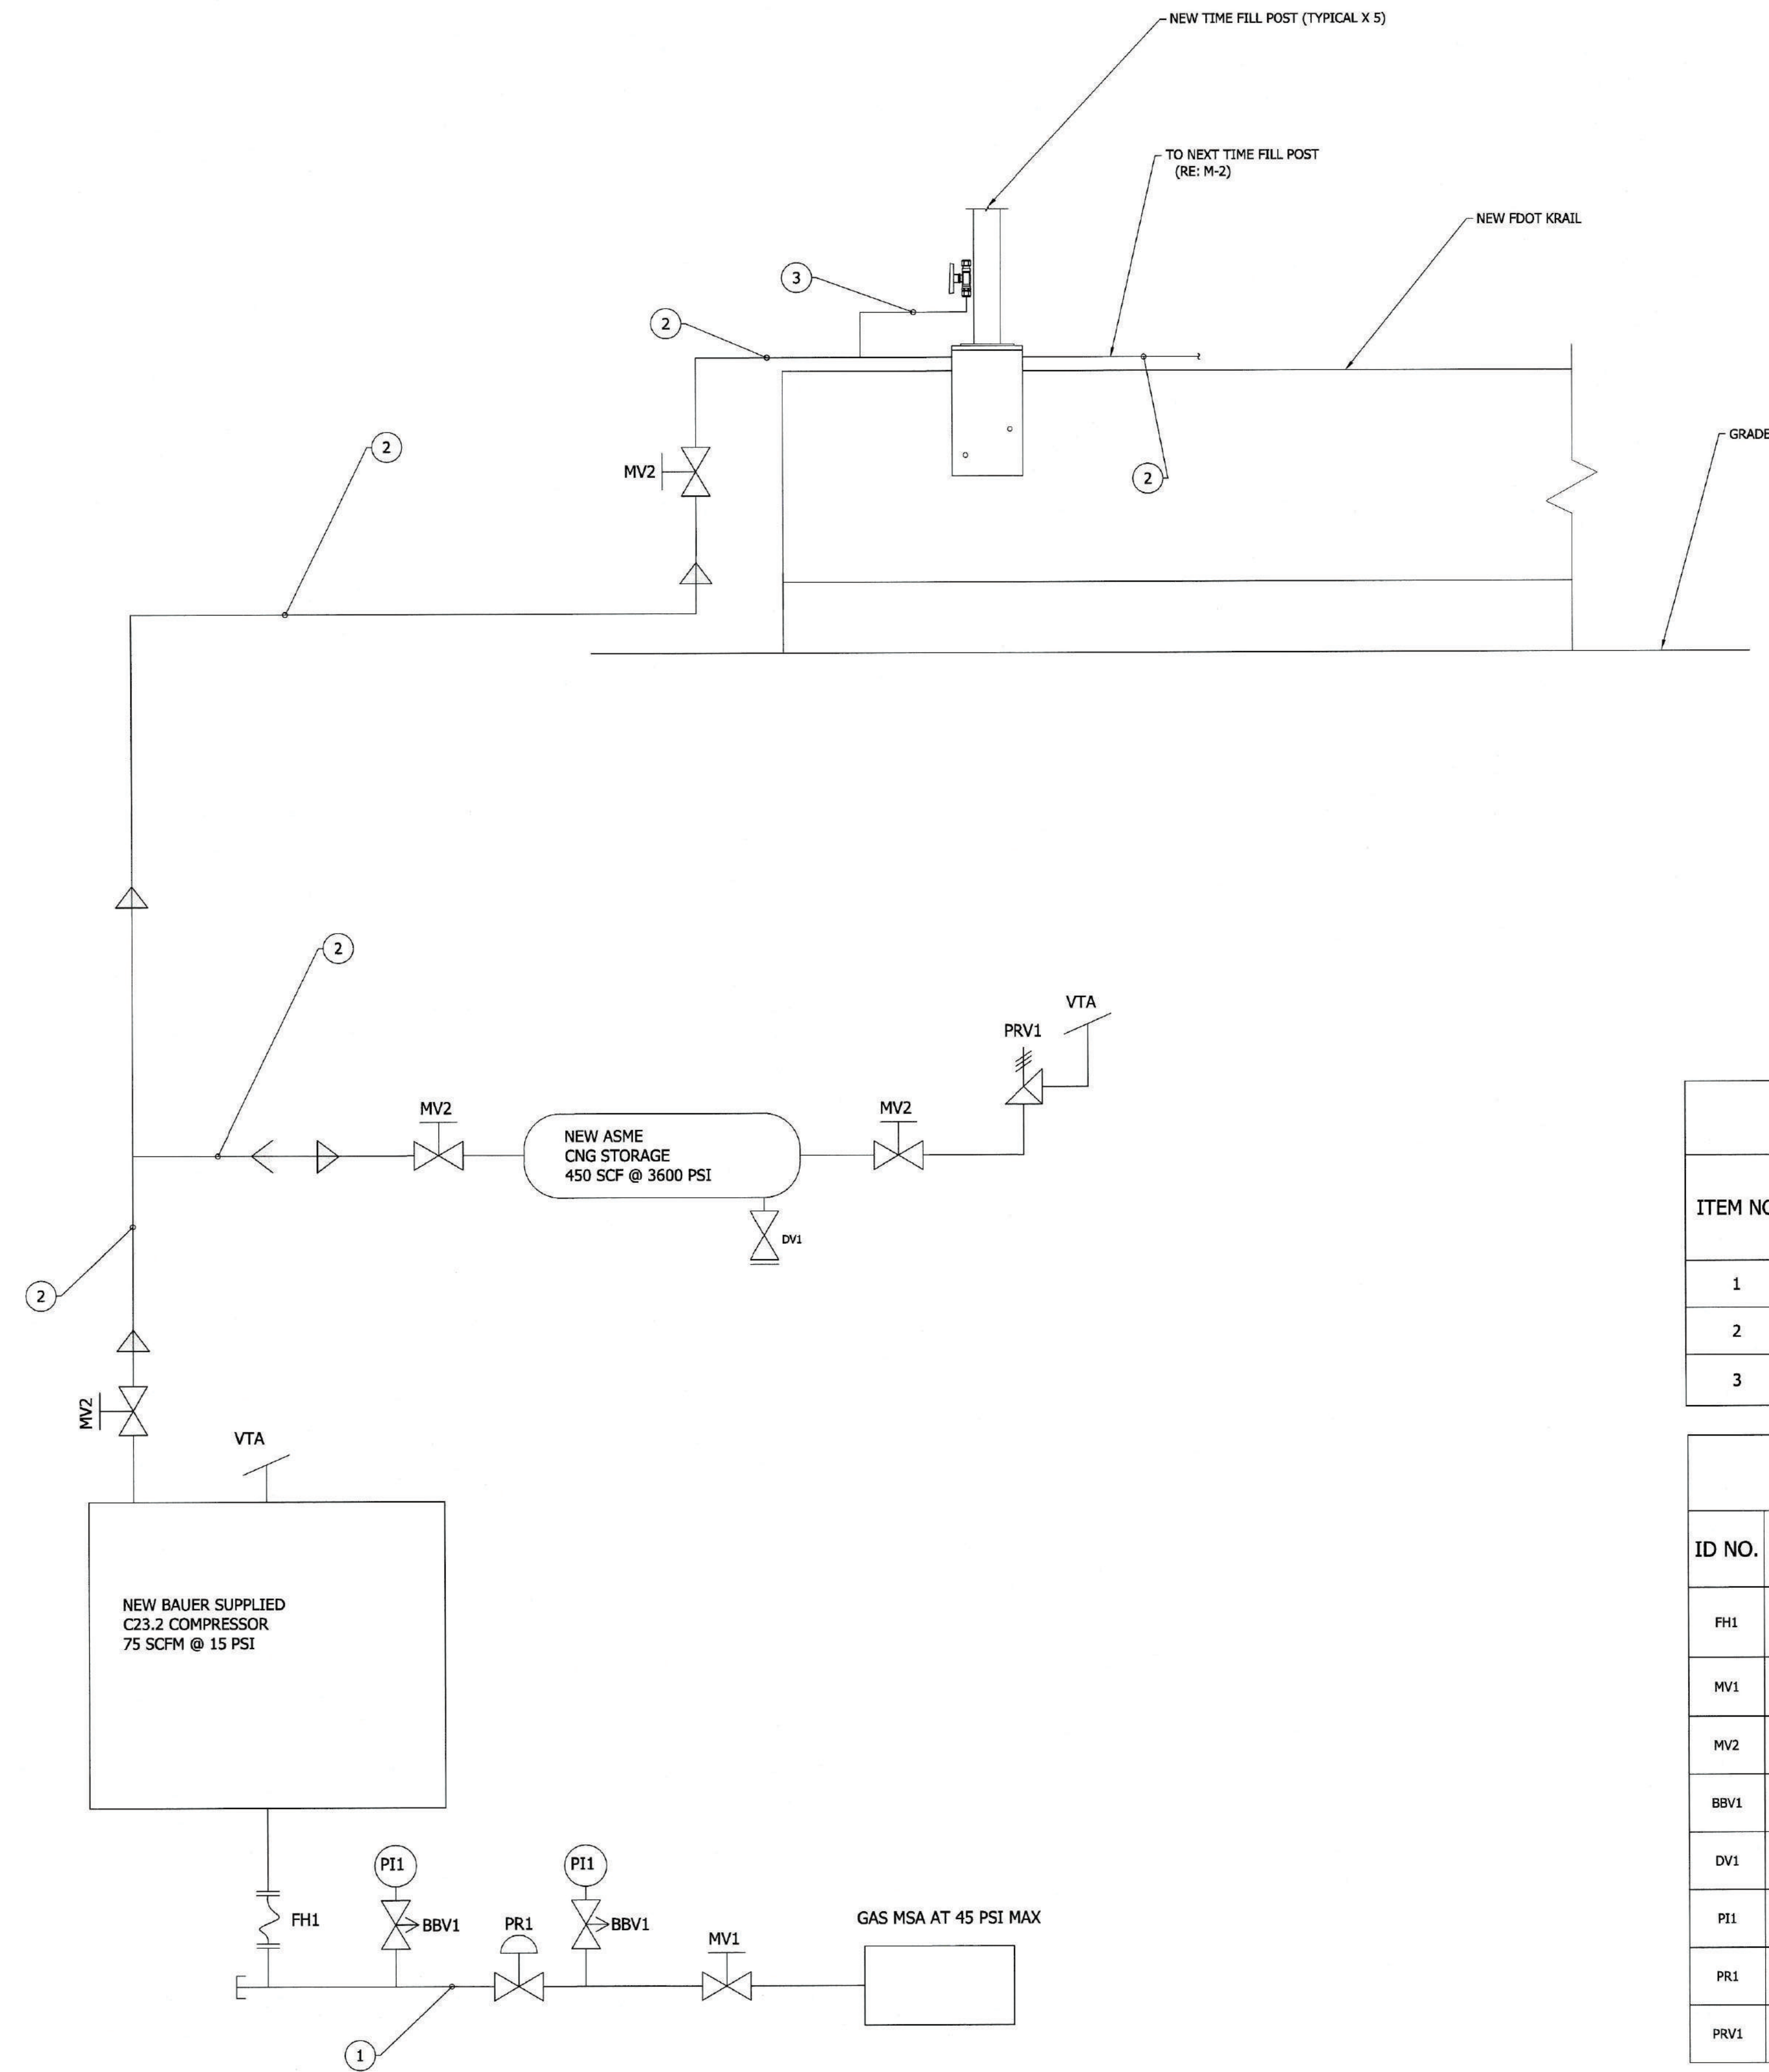 NEW TIME FILL POST (TYPICAL X 5)
TO NEXT TIME FILL POST
(RE: M-2)
NEW FDOT KRAIL
3
2
2
MV2
2
GRADE
2
VTA
PRV1
MV2
MV2
NEW ASME
CNG STORAGE
450 SCF @ 3600 PSI
DV1
2
MV2
VTA
NEW BAUER SUPPLIED
C23.2 COMPRESSOR
75 SCFM @ 15 PSI
PI1
PI1
FH1
BBV1
PR1
BBV1
MV1
GAS MSA AT 45 PSI MAX
1
ITEM NO
1
2
3
ID NO.
FH1
MV1
MV2
BBV1
DV1
PI1
PR1
PRV1